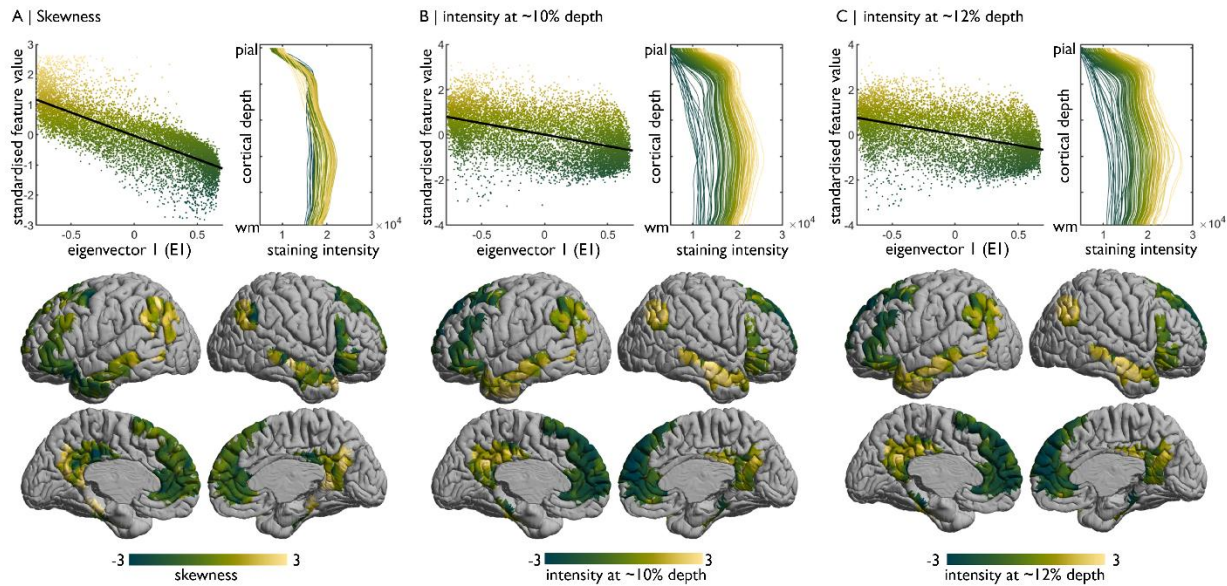 A | Skewness
standardised feature value
3
2
1
0
-1
-2
-3
-0.5
0
0.5
eigenvector 1 (E1)
pial
cortical depth
wm
1
2
3
× 10⁴
staining intensity
B | intensity at ~10% depth
standardised feature value
4
2
0
-2
-4
-0.5
0
0.5
eigenvector 1 (E1)
pial
cortical depth
wm
1
2
3
× 10⁴
staining intensity
C | intensity at ~12% depth
standardised feature value
4
2
0
-2
-4
-0.5
0
0.5
eigenvector 1 (E1)
pial
cortical depth
wm
1
2
3
× 10⁴
staining intensity
-3 3
skewness
-3 3
intensity at ~10% depth
-3 3
intensity at ~12% depth